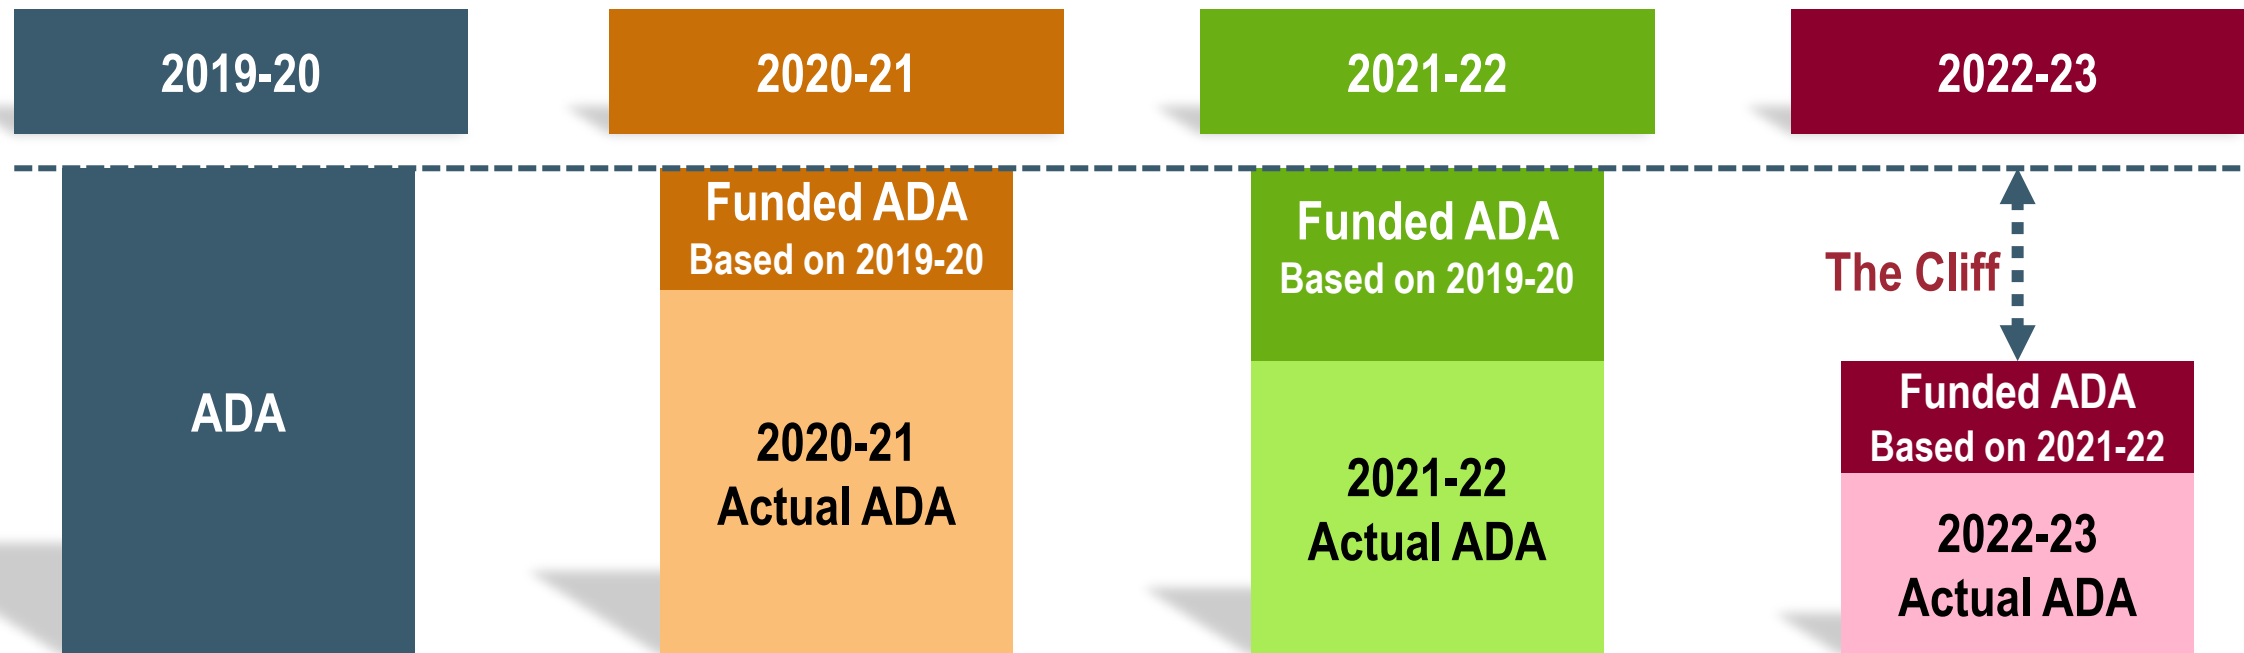 2019-20
2020-21
2021-22
2022-23
ADA
Funded ADA
Based on 2019-20
2020-21
Actual ADA
Funded ADA
Based on 2019-20
2021-22
Actual ADA
The Cliff
Funded ADA
Based on 2021-22
2022-23
Actual ADA